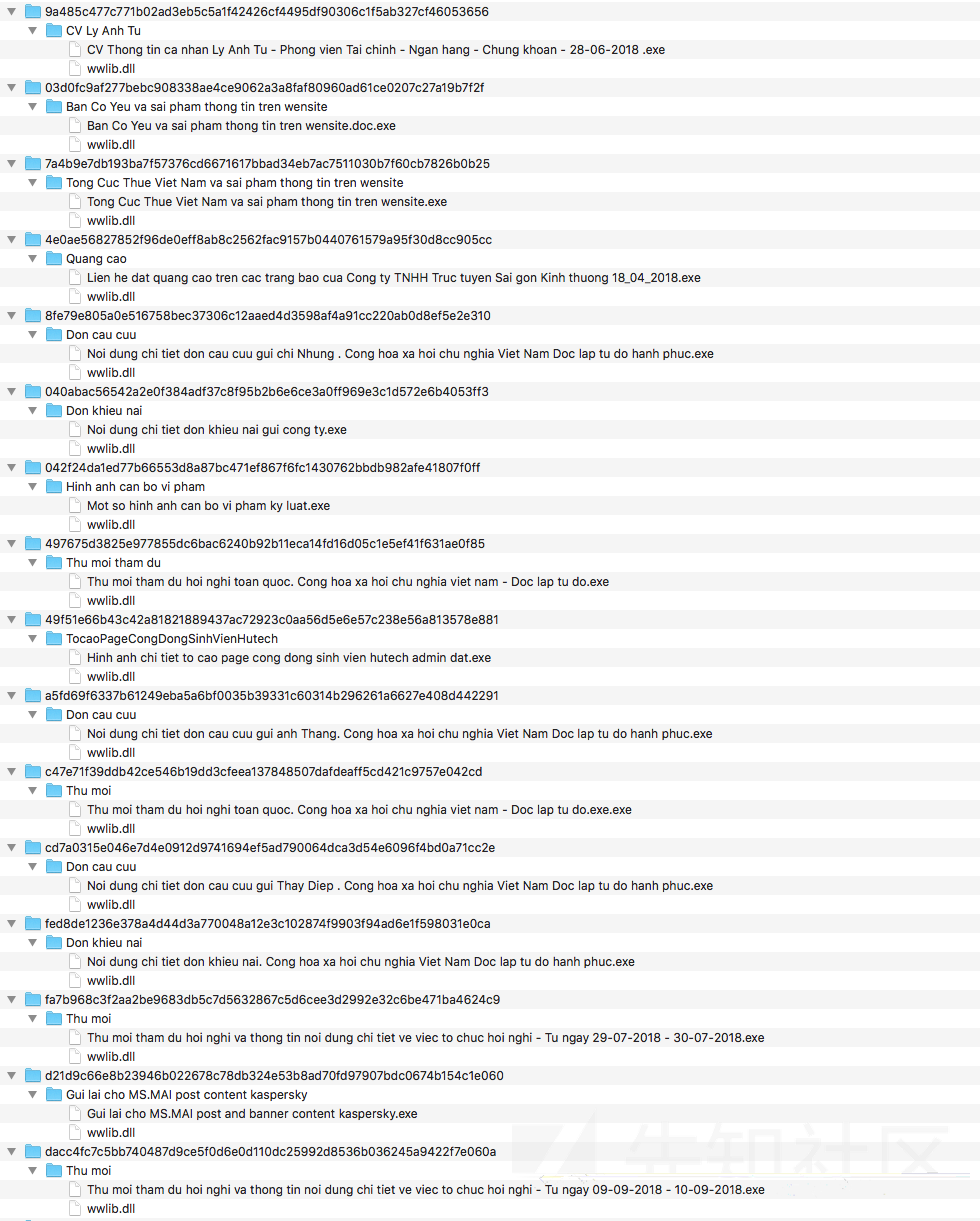 9a485c477c771b02ad3eb5c5a1f42426cf4495df90306c1f5ab327cf46053656
CV Ly Anh Tu
CV Thong tin ca nhan Ly Anh Tu - Phong vien Tai chinh - Ngan hang - Chung khoan - 28-06-2018 .exe
wwlib.dll
03d0fc9af277bebc908338ae4ce9062a3a8faf80960ad61ce0207c27a19b7f2f
Ban Co Yeu va sai pham thong tin tren wensite
Ban Co Yeu va sai pham thong tin tren wensite.doc.exe
wwlib.dll
7a4b9e7db193ba7f57376cd6671617bbad34eb7ac7511030b7f60cb7826b0b25
Tong Cuc Thue Viet Nam va sai pham thong tin tren wensite
Tong Cuc Thue Viet Nam va sai pham thong tin tren wensite.exe
wwlib.dll
4e0ae56827852f96de0eff8ab8c2562fac9157b0440761579a95f30d8cc905cc
Quang cao
Lien he dat quang cao tren cac trang bao cua Cong ty TNHH Truc tuyen Sai gon Kinh thuong 18_04_2018.exe
wwlib.dll
8fe79e805a0e516758bec37306c12aaed4d3598af4a91cc220ab0d8ef5e2e310
Don cau cuu
Noi dung chi tiet don cau cuu gui chi Nhung . Cong hoa xa hoi chu nghia Viet Nam Doc lap tu do hanh phuc.exe
wwlib.dll
040abac56542a2e0f384adf37c8f95b2b6e6ce3a0ff969e3c1d572e6b4053ff3
Don khieu nai
Noi dung chi tiet don khieu nai gui cong ty.exe
wwlib.dll
042f24da1ed77b66553d8a87bc471ef867f6fc1430762bbdb982afe41807f0ff
Hinh anh can bo vi pham
Mot so hinh anh can bo vi pham ky luat.exe
wwlib.dll
497675d3825e977855dc6bac6240b92b11eca14fd16d05c1e5ef41f631ae0f85
Thu moi tham du
Thu moi tham du hoi nghi toan quoc. Cong hoa xa hoi chu nghia viet nam - Doc lap tu do.exe
wwlib.dll
49f51e66b43c42a81821889437ac72923c0aa56d5e6e57c238e56a813578e881
TocaoPageCongDongSinhVienHutech
Hinh anh chi tiet to cao page cong dong sinh vien hutech admin dat.exe
wwlib.dll
a5fd69f6337b61249eba5a6bf0035b39331c60314b296261a6627e408d442291
Don cau cuu
Noi dung chi tiet don cau cuu gui anh Thang. Cong hoa xa hoi chu nghia Viet Nam Doc lap tu do hanh phuc.exe
wwlib.dll
c47e71f39ddb42ce546b19dd3cfeea137848507dafdeaff5cd421c9757e042cd
Thu moi
Thu moi tham du hoi nghi toan quoc. Cong hoa xa hoi chu nghia viet nam - Doc lap tu do.exe.exe
wwlib.dll
cd7a0315e046e7d4e0912d9741694ef5ad790064dca3d54e6096f4bd0a71cc2e
Don cau cuu
Noi dung chi tiet don cau cuu gui Thay Diep . Cong hoa xa hoi chu nghia Viet Nam Doc lap tu do hanh phuc.exe
wwlib.dll
fed8de1236e378a4d44d3a770048a12e3c102874f9903f94ad6e1f598031e0ca
Don khieu nai
Noi dung chi tiet don khieu nai. Cong hoa xa hoi chu nghia Viet Nam Doc lap tu do hanh phuc.exe
wwlib.dll
fa7b968c3f2aa2be9683db5c7d5632867c5d6cee3d2992e32c6be471ba4624c9
Thu moi
Thu moi tham du hoi nghi va thong tin noi dung chi tiet ve viec to chuc hoi nghi - Tu ngay 29-07-2018 - 30-07-2018.exe
wwlib.dll
d21d9c66e8b23946b022678c78db324e53b8ad70fd97907bdc0674b154c1e060
Gui lai cho MS.MAI post content kaspersky
Gui lai cho MS.MAI post and banner content kaspersky.exe
wwlib.dll
dacc4fc7c5bb740487d9ce5f0d6e0d110dc25992d8536b036245a9422f7e060a
Thu moi
Thu moi tham du hoi nghi va thong tin noi dung chi tiet ve viec to chuc hoi nghi - Tu ngay 09-09-2018 - 10-09-2018.exe
wwlib.dll
先知社区